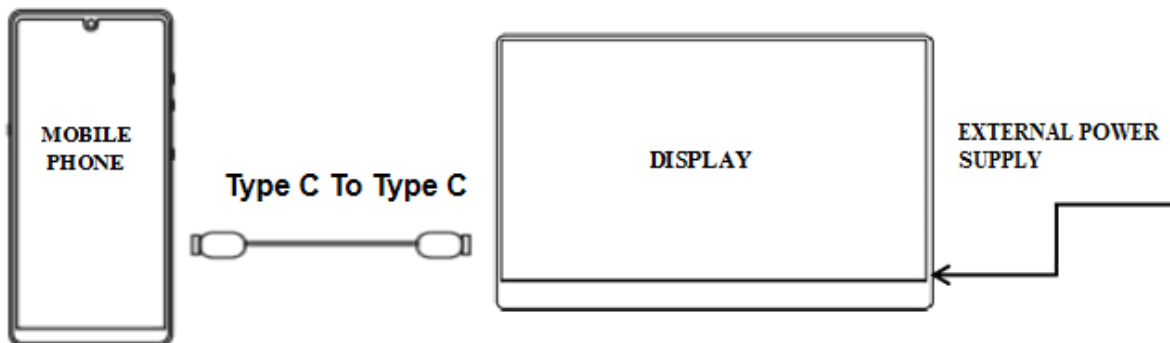 MOBILE
PHONE
Type C To Type C
DISPLAY
EXTERNAL POWER
SUPPLY